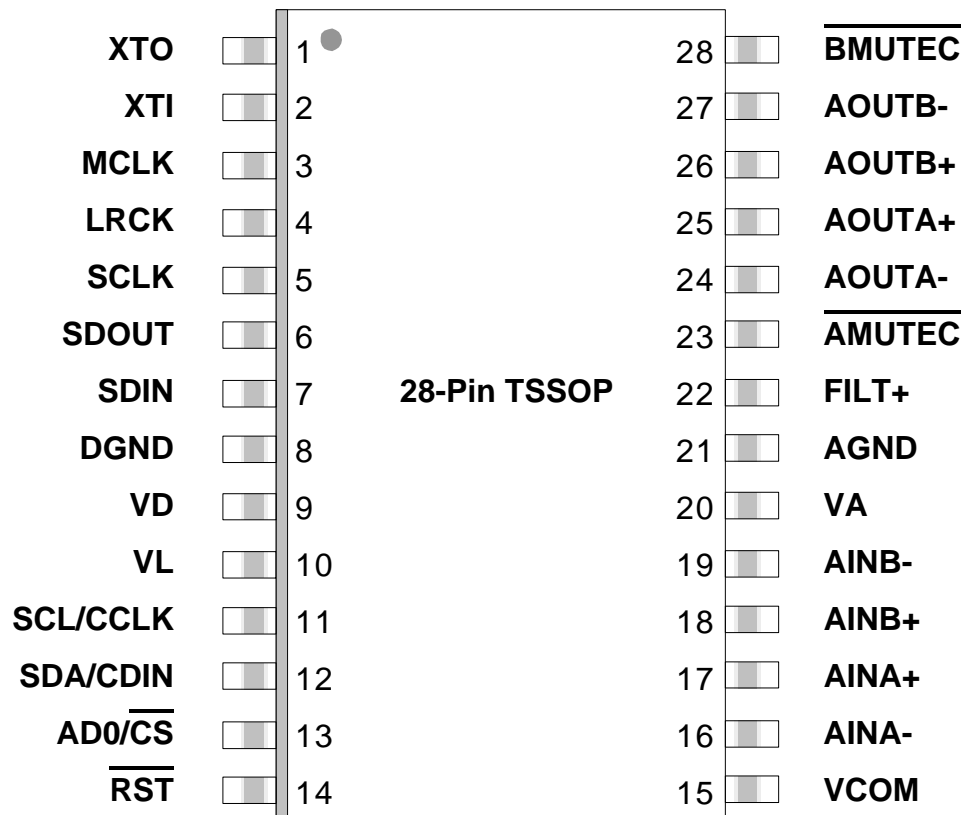 XTO 1 28 BMUTEC
XTI 2 27 AOUTB-
MCLK 3 26 AOUTB+
LRCK 4 25 AOUTA+
SCLK 5 24 AOUTA-
SDOUT 6 23 AMUTEC
SDIN 7 28-Pin TSSOP 22 FILT+
DGND 8 21 AGND
VD 9 20 VA
VL 10 19 AINB-
SCL/CCLK 11 18 AINB+
SDA/CDIN 12 17 AINA+
AD0/CS 13 16 AINA-
RST 14 15 VCOM